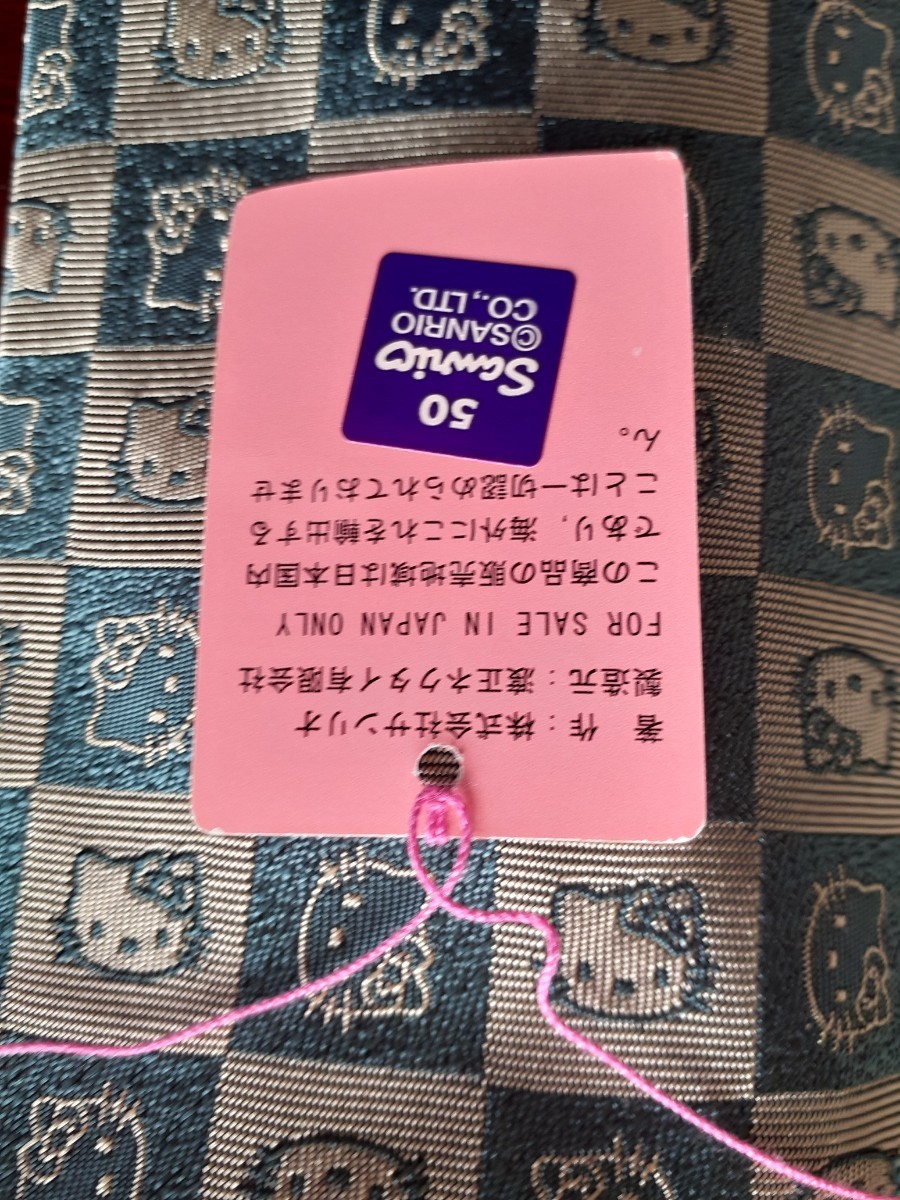 著　作：株式会社サンリオ
製造元：渡正ネクタイ有限会社
FOR SALE IN JAPAN ONLY
この商品の販売地域は日本国内
であり，海外にこれを輸出する
ことは一切認められておりませ
ん。
50
Sanrio
©SANRIO
CO., LTD.